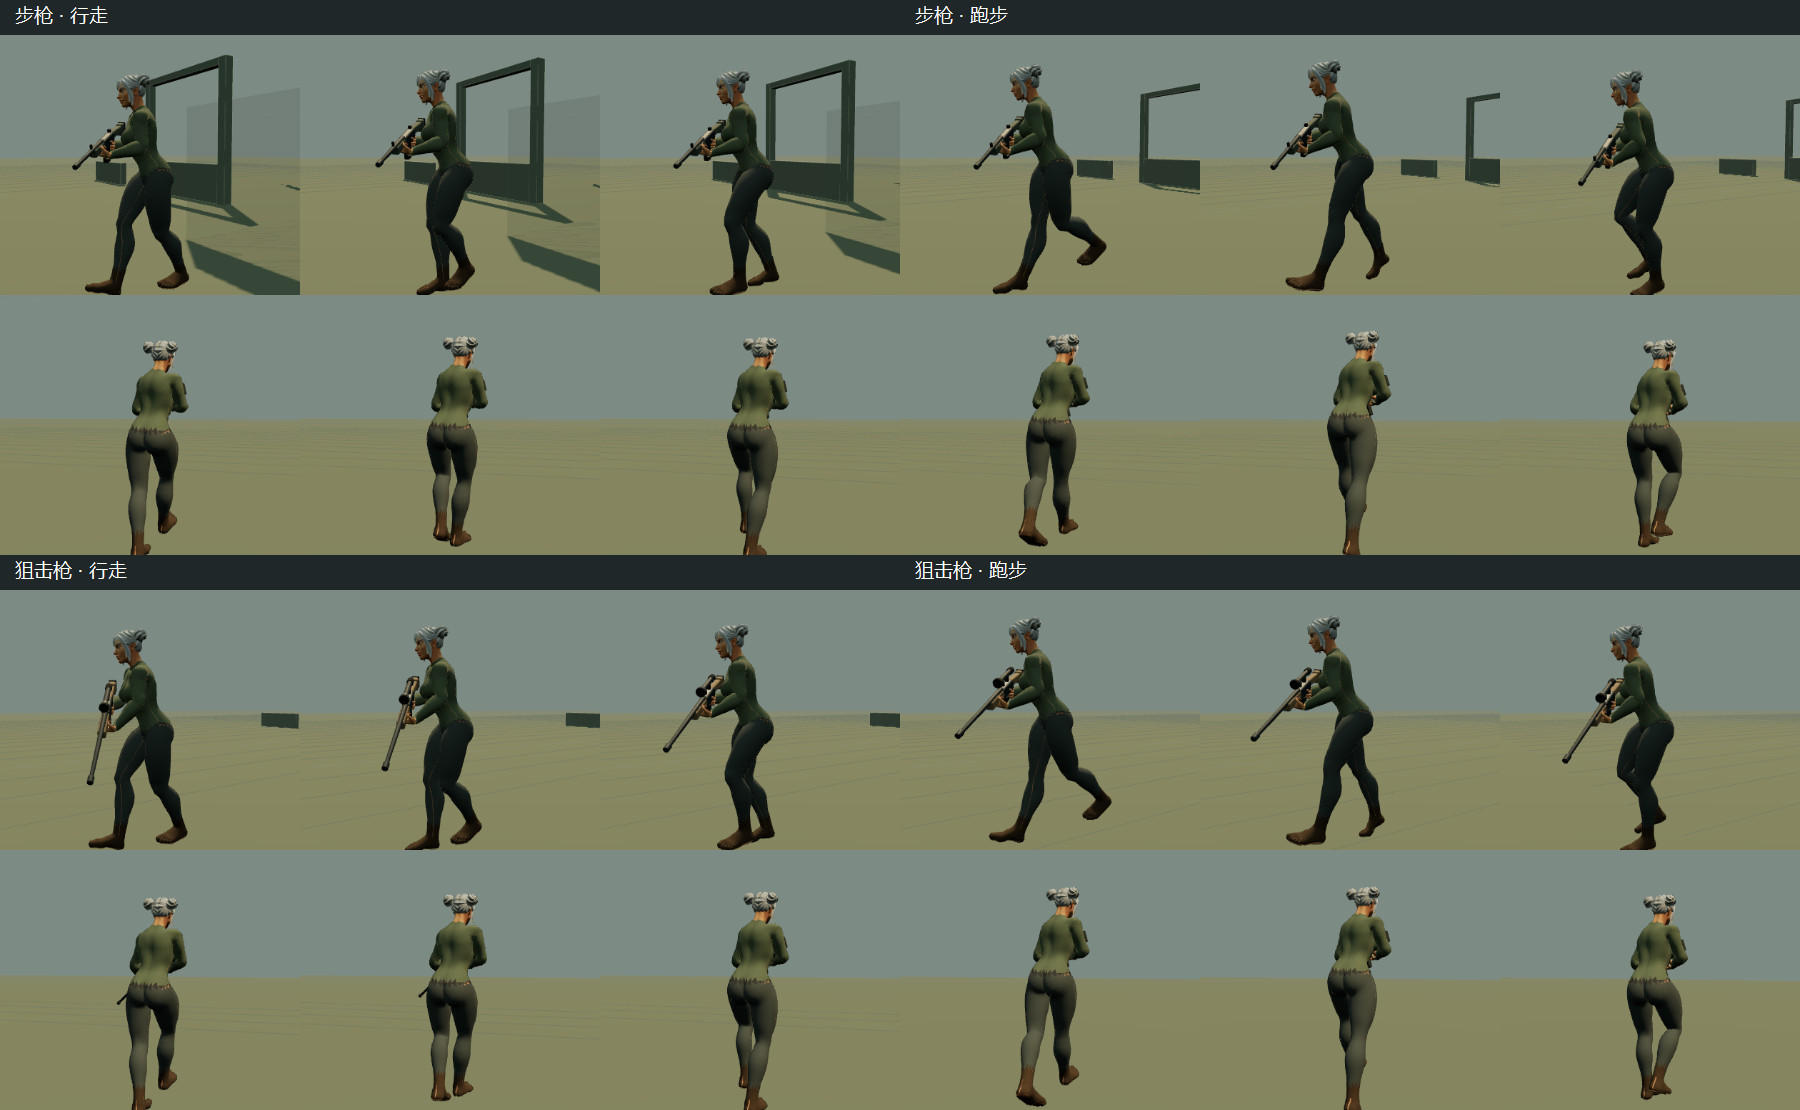 步枪 · 行走
步枪 · 跑步
狙击枪 · 行走
狙击枪 · 跑步